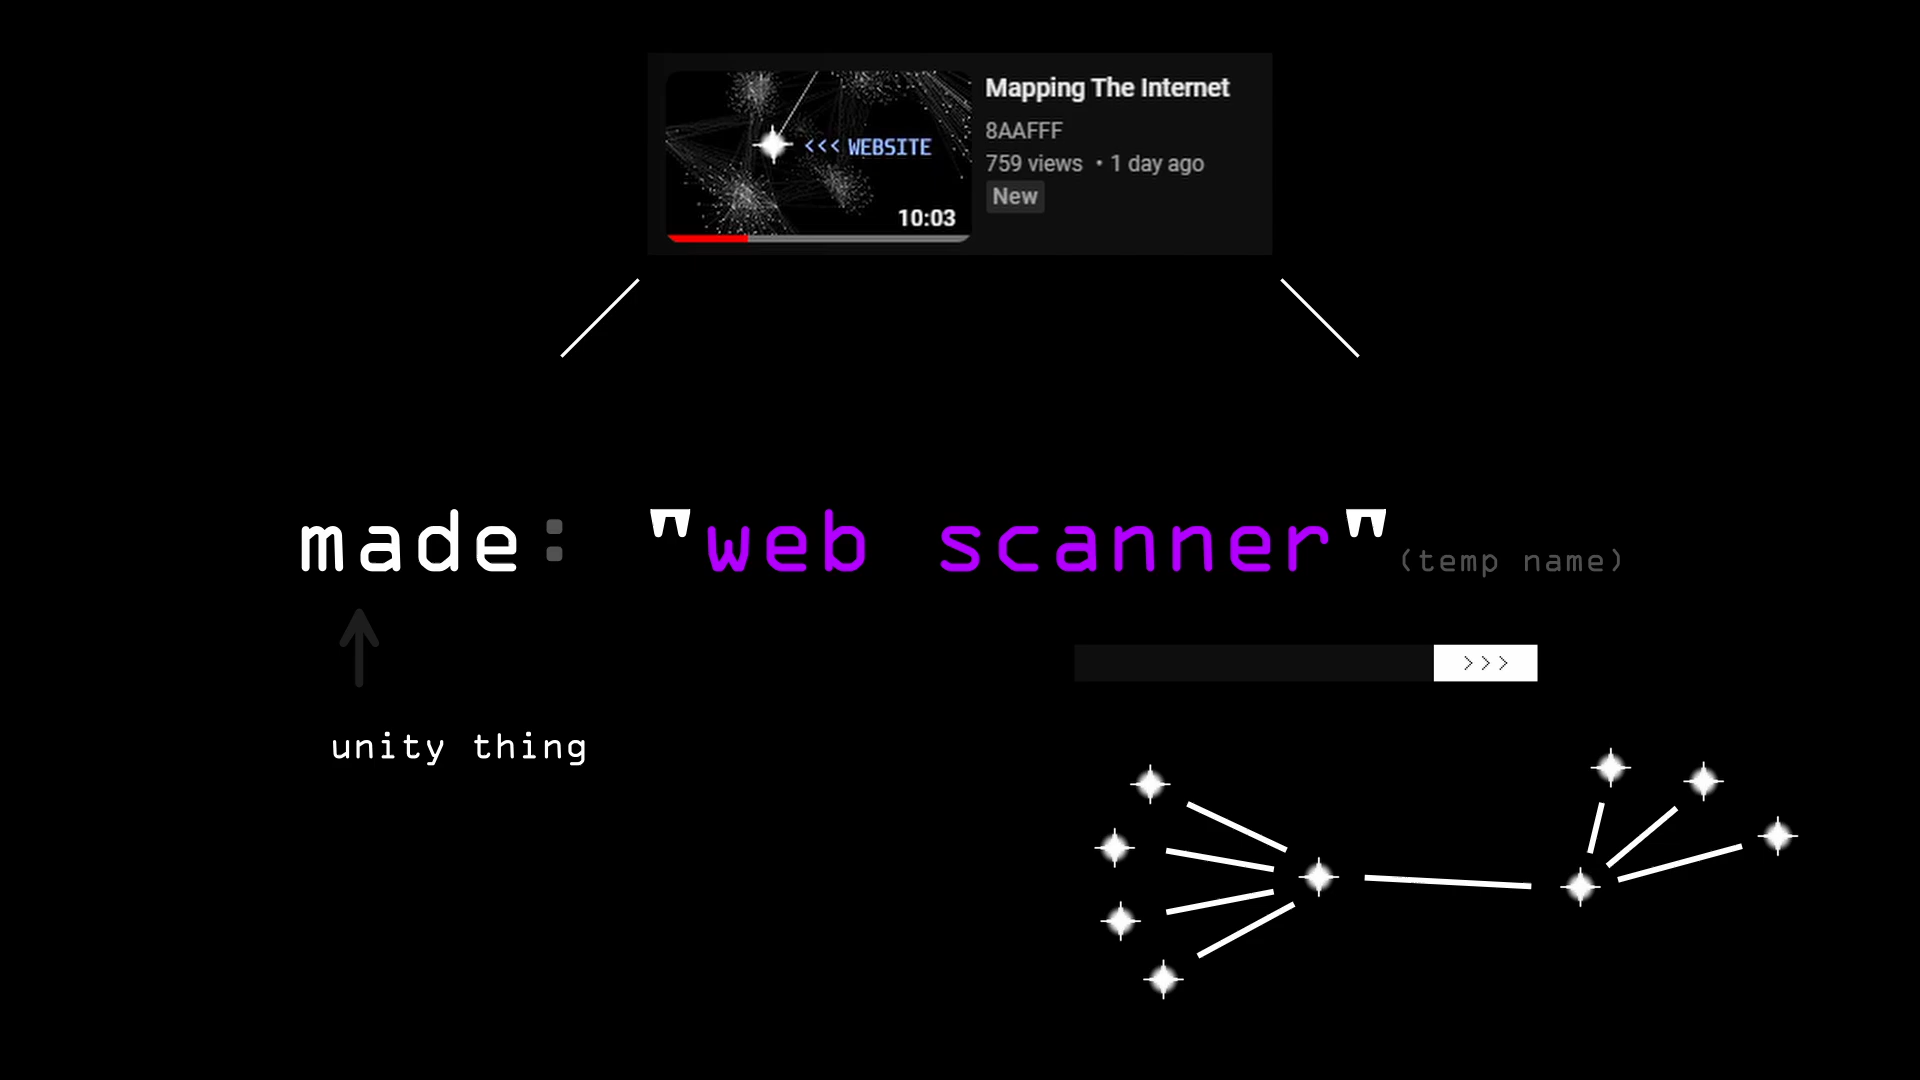 Mapping The Internet
8AAFFF
759 views • 1 day ago
New
<<< WEBSITE
10:03
made: "web scanner"(temp name)
>>>
unity thing